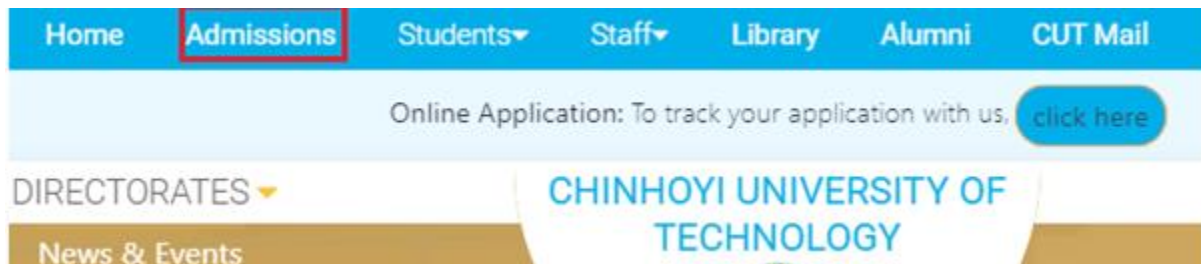 Home Admissions Students Staff Library Alumni CUT Mail
Online Application: To track your application with us, click here
DIRECTORATES
CHINHOYI UNIVERSITY OF
TECHNOLOGY
News & Events